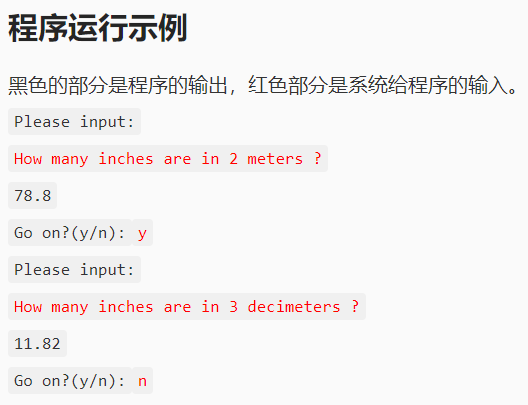 程序运行示例
黑色的部分是程序的输出，红色部分是系统给程序的输入。
Please input:
How many inches are in 2 meters ?
78.8
Go on?(y/n): y
Please input:
How many inches are in 3 decimeters ?
11.82
Go on?(y/n): n